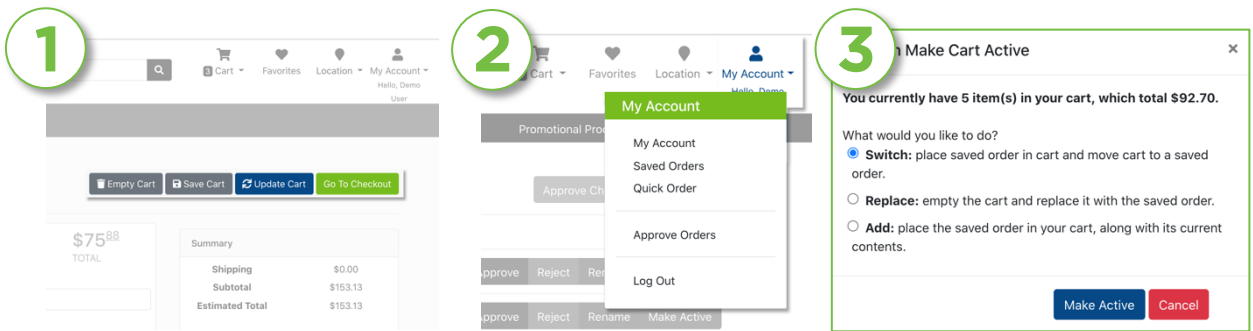 1
3 Cart Favorites Location My Account
Hello, Demo
User
Empty Cart Save Cart Update Cart Go To Checkout
$75.88
TOTAL
Summary
Shipping $0.00
Subtotal $153.13
Estimated Total $153.13
2
Cart Favorites Location My Account
Hello, Demo
My Account
Promotional
My Account
Saved Orders
Quick Order
Approve
Approve Orders
Log Out
Approve Reject
Approve Reject Rename Make Active
3
Make Cart Active ×
You currently have 5 item(s) in your cart, which total $92.70.
What would you like to do?
Switch: place saved order in cart and move cart to a saved
order.
Replace: empty the cart and replace it with the saved order.
Add: place the saved order in your cart, along with its current
contents.
Make Active Cancel